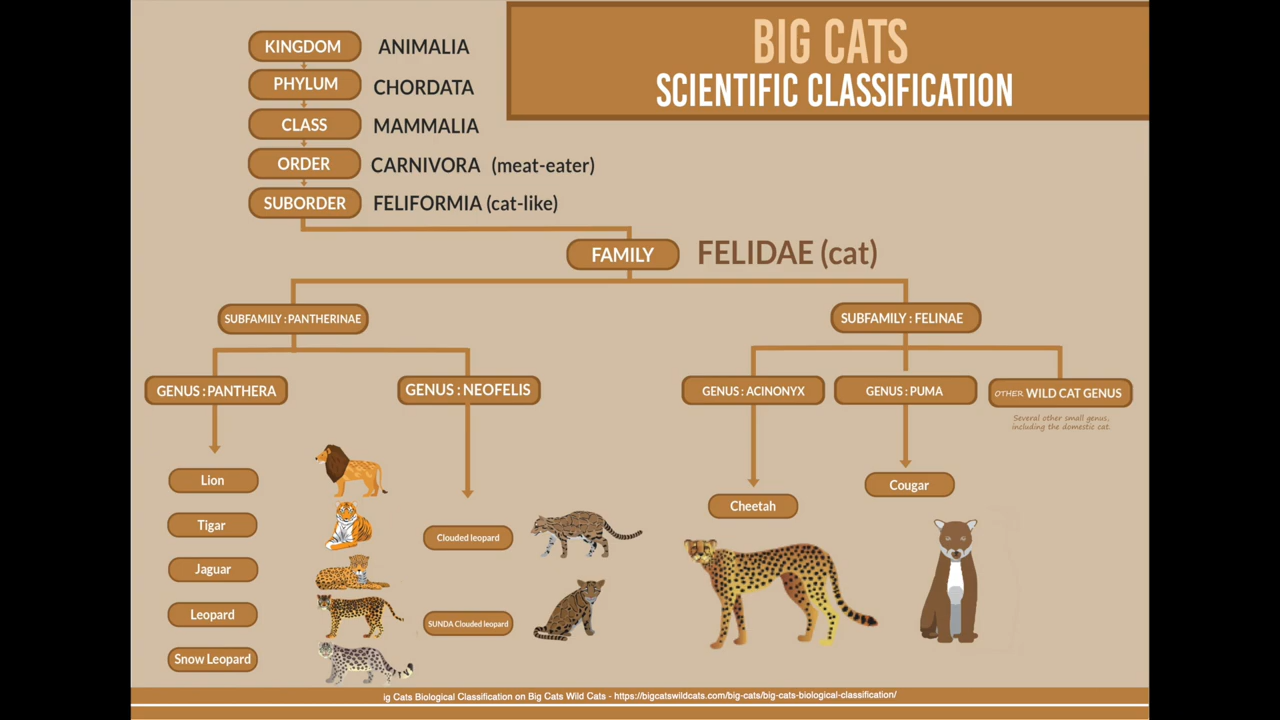 BIG CATS
SCIENTIFIC CLASSIFICATION
KINGDOM ANIMALIA
PHYLUM CHORDATA
CLASS MAMMALIA
ORDER CARNIVORA (meat-eater)
SUBORDER FELIFORMIA (cat-like)
FAMILY FELIDAE (cat)
SUBFAMILY : PANTHERINAE
SUBFAMILY : FELINAE
GENUS : PANTHERA
GENUS : NEOFELIS
GENUS : ACINONYX
GENUS : PUMA
OTHER WILD CAT GENUS
Several other small genus,
including the domestic cat.
Lion
Tigar
Jaguar
Leopard
Snow Leopard
Clouded leopard
SUNDA Clouded leopard
Cheetah
Cougar
ig Cats Biological Classification on Big Cats Wild Cats - https://bigcatswildcats.com/big-cats/big-cats-biological-classification/